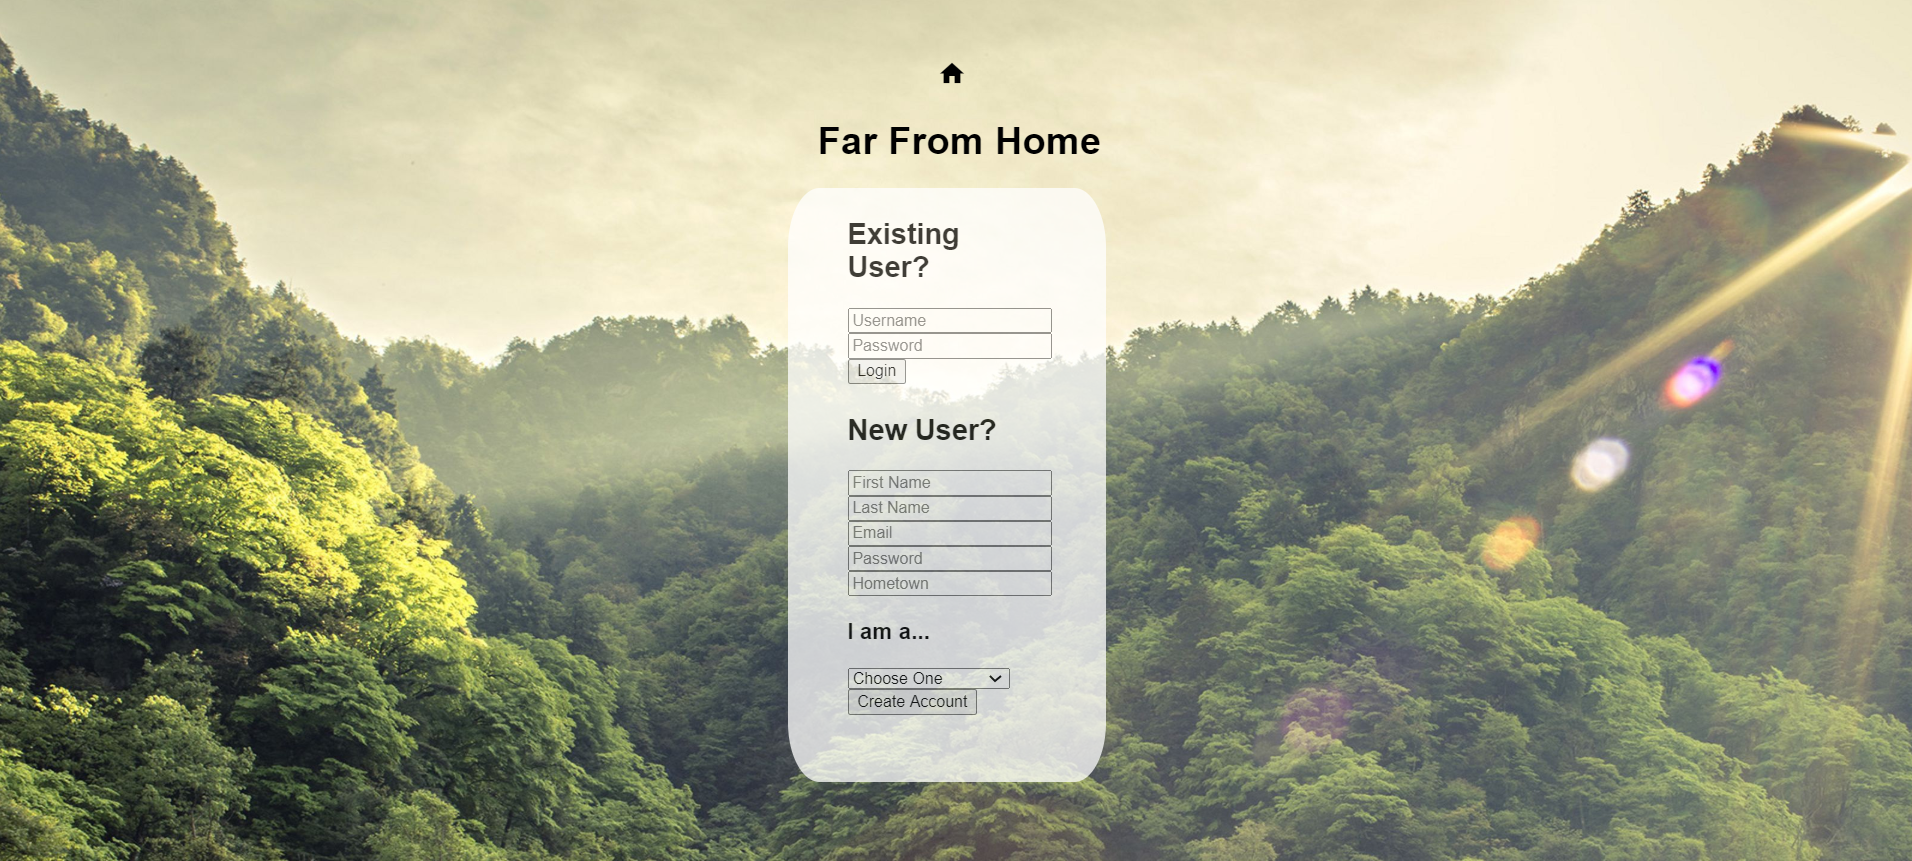 Far From Home
Existing
User?
Username
Password
Login
New User?
First Name
Last Name
Email
Password
Hometown
I am a...
Choose One
Create Account